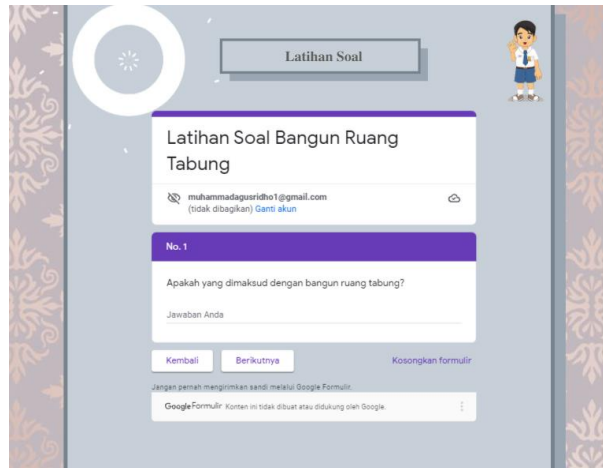 Latihan Soal
Latihan Soal Bangun Ruang
Tabung
muhammadagusridho1@gmail.com
(tidak dibagikan) Ganti akun
No. 1
Apakah yang dimaksud dengan bangun ruang tabung?
Jawaban Anda
Kembali Berikutnya Kosongkan formulir
Jangan pernah mengirimkan sandi melalui Google Formulir.
Google Formulir Konten ini tidak dibuat atau didukung oleh Google.